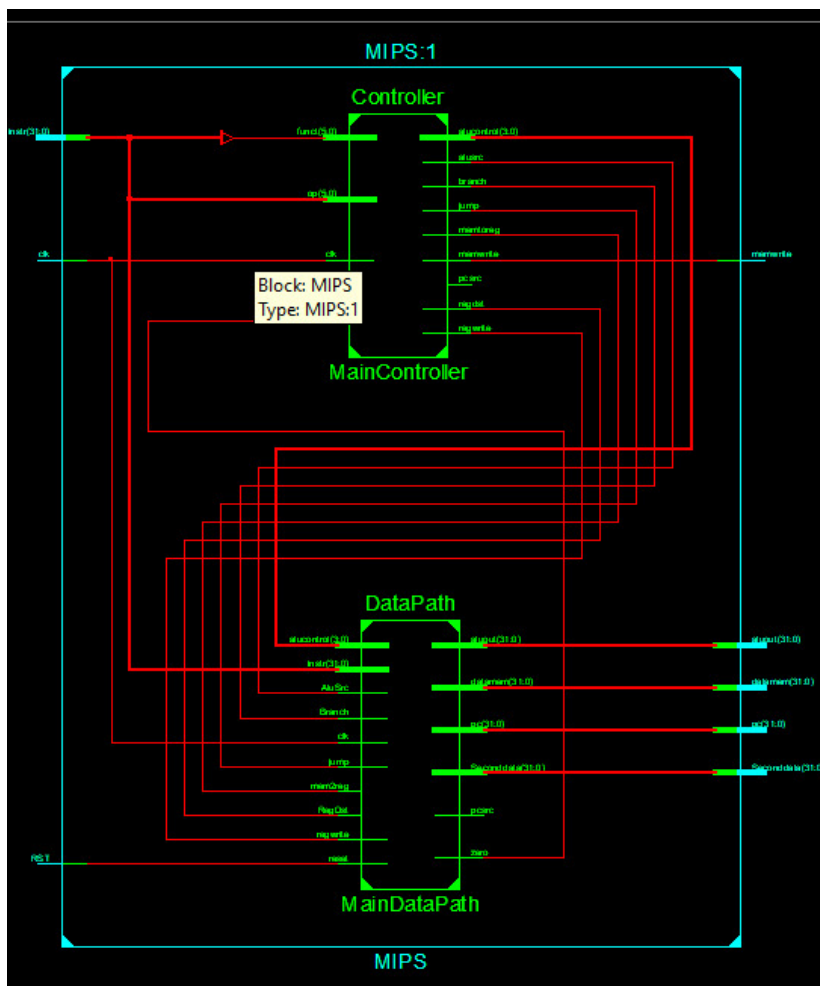 MIPS:1
Controller
Instr(31:0)
funct(5:0)
alucontrol(3:0)
alusrc
branch
op(5:0)
jump
memtoreg
clk
clk
memwrite
memwrite
Block: MIPS
Type: MIPS:1
pcsrc
regdst
regwrite
MainController
DataPath
alucontrol(3:0)
aluout(31:0)
aluout(31:0)
Instr(31:0)
AluSrc
datamem(31:0)
datamem(31:0)
Branch
pc(31:0)
pc(31:0)
clk
jump
Seconddata(31:0)
Seconddata(31:0
mem2reg
RegDst
pcsrc
regwrite
RST
reset
zero
MainDataPath
MIPS